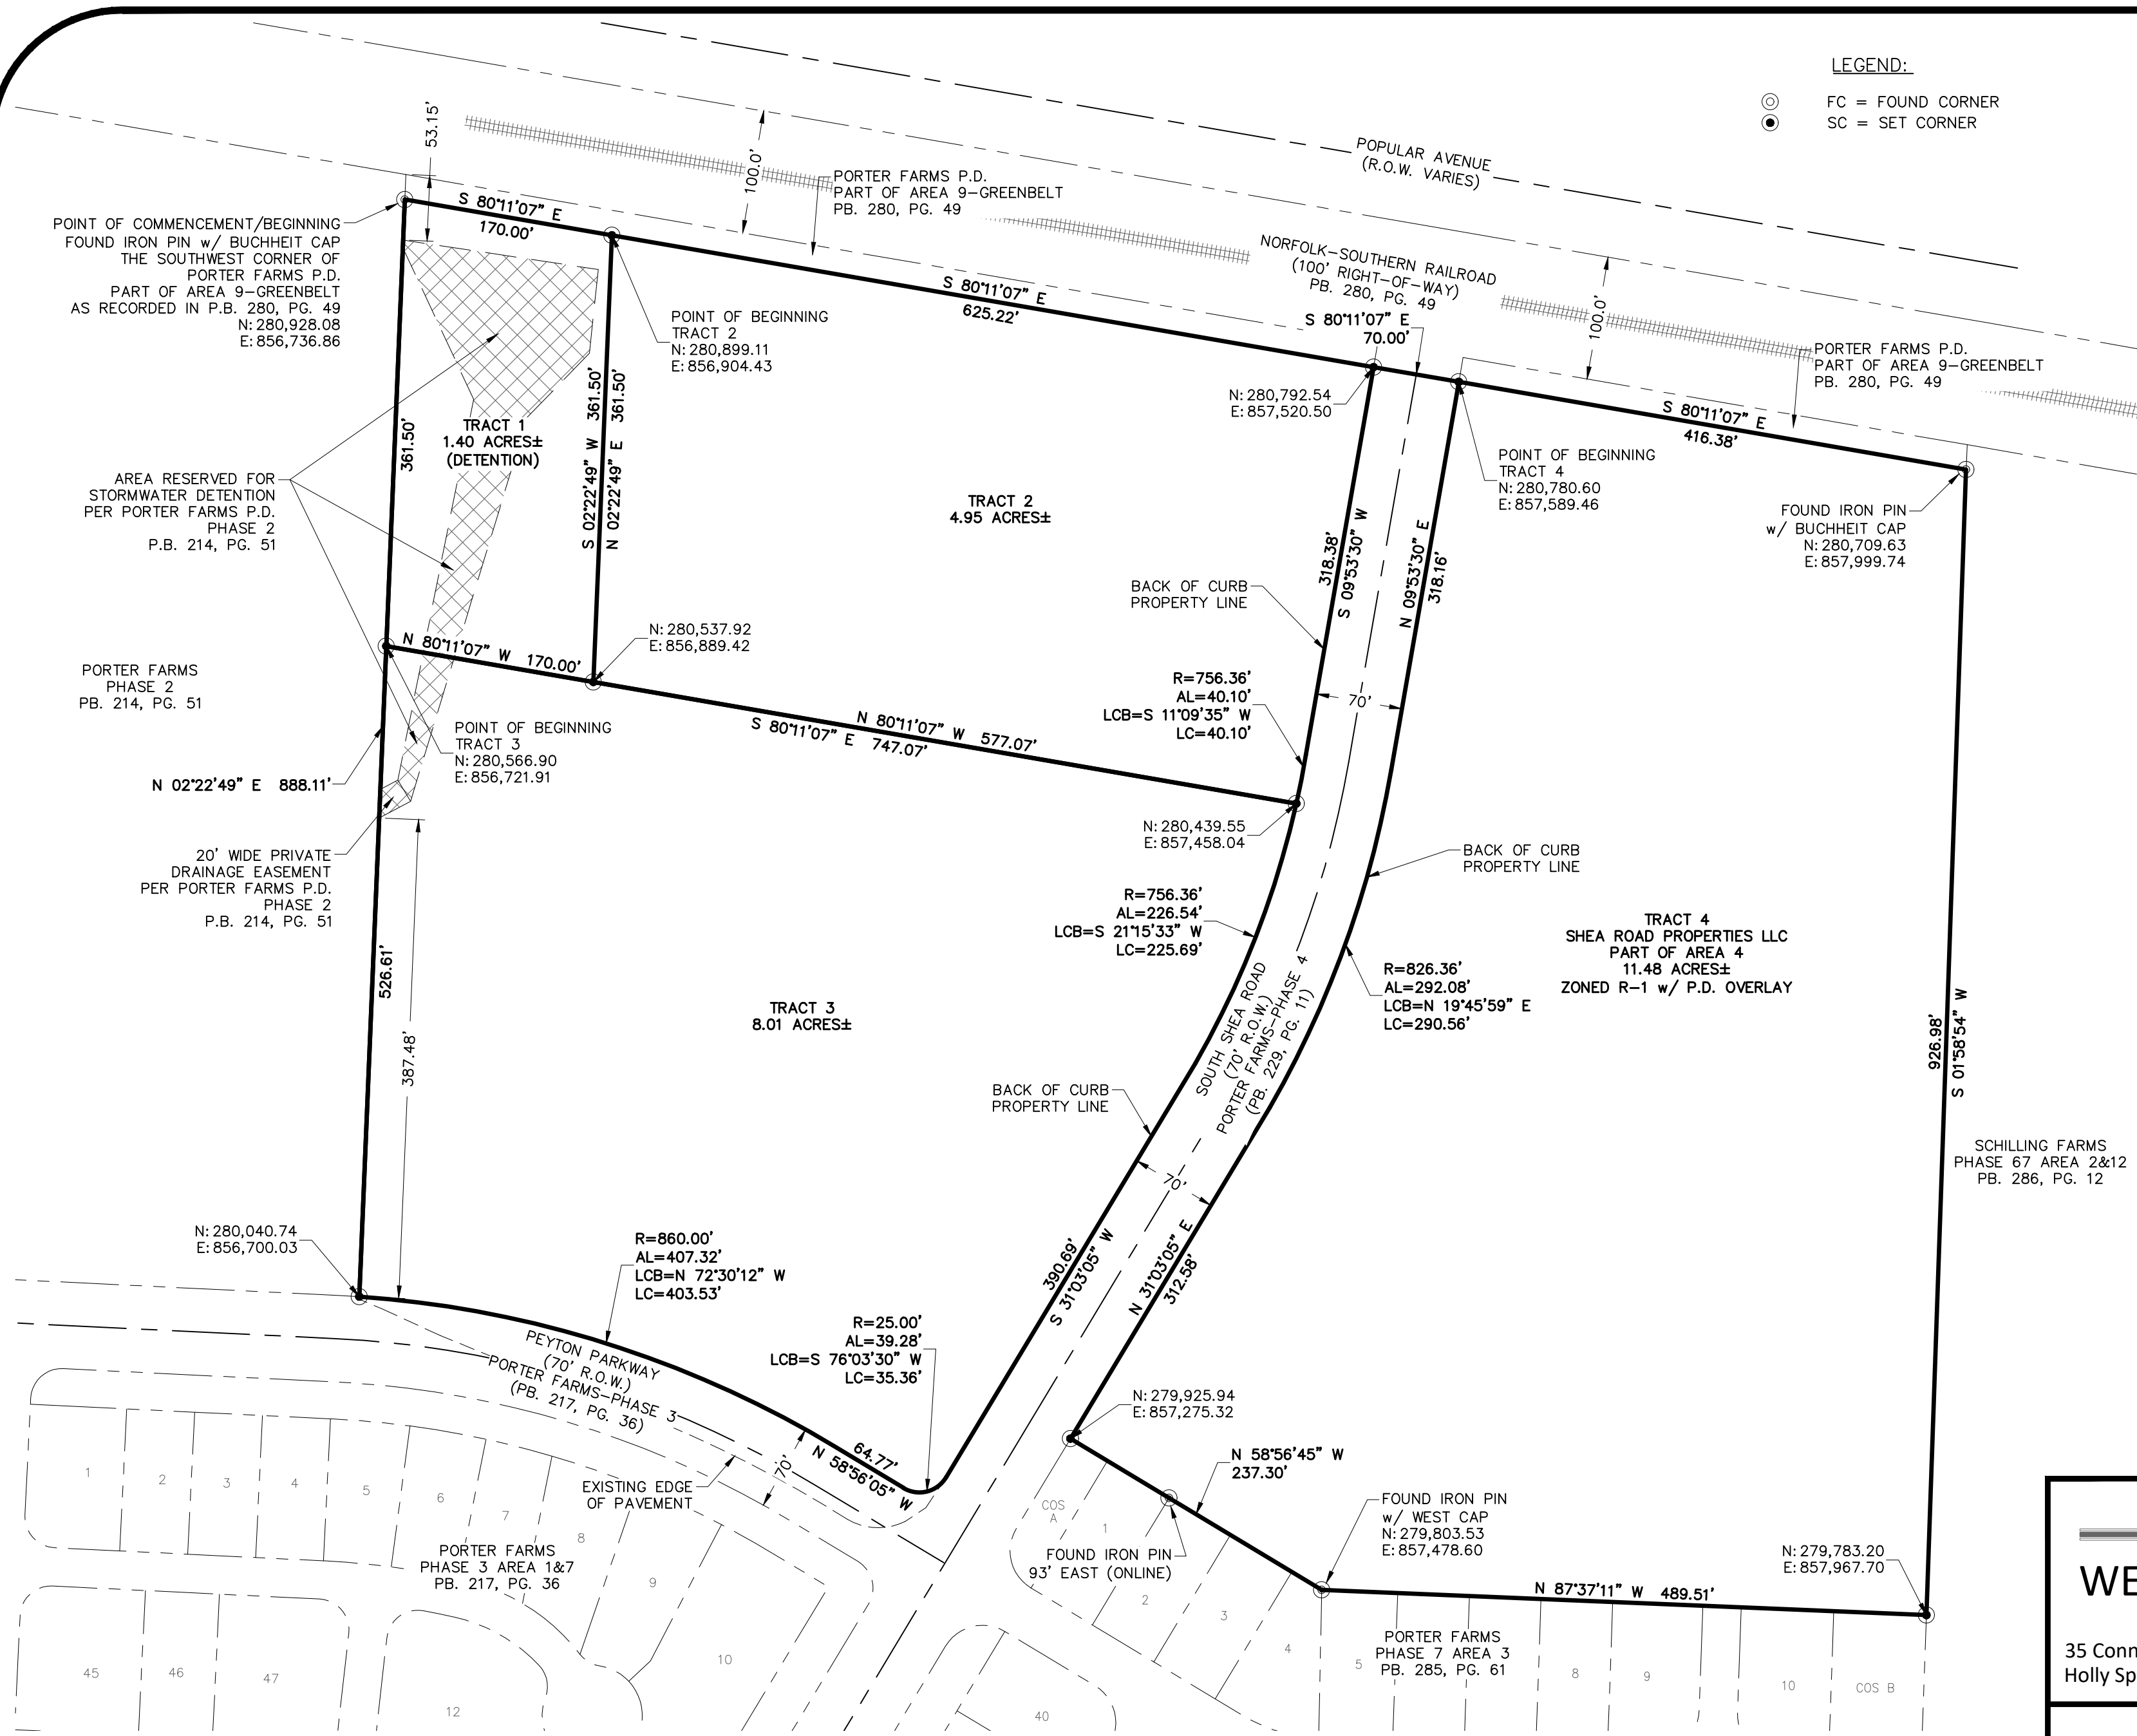 LEGEND:
FC = FOUND CORNER
SC = SET CORNER
53.15'
100.0'
POPULAR AVENUE
(R.O.W. VARIES)
PORTER FARMS P.D.
PART OF AREA 9-GREENBELT
PB. 280, PG. 49
POINT OF COMMENCEMENT/BEGINNING
FOUND IRON PIN w/ BUCHHEIT CAP
THE SOUTHWEST CORNER OF
PORTER FARMS P.D.
PART OF AREA 9-GREENBELT
AS RECORDED IN P.B. 280, PG. 49
N: 280,928.08
E: 856,736.86
S 80°11'07" E
170.00'
NORFOLK-SOUTHERN RAILROAD
(100' RIGHT-OF-WAY)
PB. 280, PG. 49
S 80°11'07" E
625.22'
S 80°11'07" E
70.00'
100.0'
POINT OF BEGINNING
TRACT 2
N: 280,899.11
E: 856,904.43
N: 280,792.54
E: 857,520.50
PORTER FARMS P.D.
PART OF AREA 9-GREENBELT
PB. 280, PG. 49
S 80°11'07" E
416.38'
POINT OF BEGINNING
TRACT 4
N: 280,780.60
E: 857,589.46
FOUND IRON PIN
w/ BUCHHEIT CAP
N: 280,709.63
E: 857,999.74
361.50'
TRACT 1
1.40 ACRES±
(DETENTION)
S 02°22'49" W 361.50'
N 02°22'49" E 361.50'
AREA RESERVED FOR
STORMWATER DETENTION
PER PORTER FARMS P.D.
PHASE 2
P.B. 214, PG. 51
TRACT 2
4.95 ACRES±
318.38'
S 09°53'30" W
N 09°53'30" E
318.16'
BACK OF CURB
PROPERTY LINE
N 80°11'07" W 170.00'
N: 280,537.92
E: 856,889.42
PORTER FARMS
PHASE 2
PB. 214, PG. 51
POINT OF BEGINNING
TRACT 3
N: 280,566.90
E: 856,721.91
N 80°11'07" W 577.07'
S 80°11'07" E 747.07'
R=756.36'
AL=40.10'
LCB=S 11°09'35" W
LC=40.10'
70'
N 02°22'49" E 888.11'
N: 280,439.55
E: 857,458.04
BACK OF CURB
PROPERTY LINE
20' WIDE PRIVATE
DRAINAGE EASEMENT
PER PORTER FARMS P.D.
PHASE 2
P.B. 214, PG. 51
R=756.36'
AL=226.54'
LCB=S 21°15'33" W
LC=225.69'
TRACT 4
SHEA ROAD PROPERTIES LLC
PART OF AREA 4
11.48 ACRES±
ZONED R-1 w/ P.D. OVERLAY
526.61'
387.48'
R=826.36'
AL=292.08'
LCB=N 19°45'59" E
LC=290.56'
TRACT 3
8.01 ACRES±
SOUTH SHEA ROAD
(70' R.O.W.)
PORTER FARMS-PHASE 4
(PB. 229, PG. 11)
926.98'
S 01°58'54" W
BACK OF CURB
PROPERTY LINE
SCHILLING FARMS
PHASE 67 AREA 2&12
PB. 286, PG. 12
70'
N: 280,040.74
E: 856,700.03
R=860.00'
AL=407.32'
LCB=N 72°30'12" W
LC=403.53'
390.69'
S 31°03'05" W
N 31°03'05" E
312.58'
R=25.00'
AL=39.28'
LCB=S 76°03'30" W
LC=35.36'
PEYTON PARKWAY
(70' R.O.W.)
PORTER FARMS-PHASE 3
(PB. 217, PG. 36)
N: 279,925.94
E: 857,275.32
64.77'
N 58°56'05" W
70'
N 58°56'45" W
237.30'
EXISTING EDGE
OF PAVEMENT
FOUND IRON PIN
w/ WEST CAP
N: 279,803.53
E: 857,478.60
FOUND IRON PIN
93' EAST (ONLINE)
N: 279,783.20
E: 857,967.70
N 87°37'11" W 489.51'
PORTER FARMS
PHASE 3 AREA 1&7
PB. 217, PG. 36
PORTER FARMS
PHASE 7 AREA 3
PB. 285, PG. 61
1
2
3
4
5
6
7
8
9
10
45
46
47
12
COS
A
1
2
3
4
5
8
9
10
COS B
40
WE
35 Conn
Holly Sp